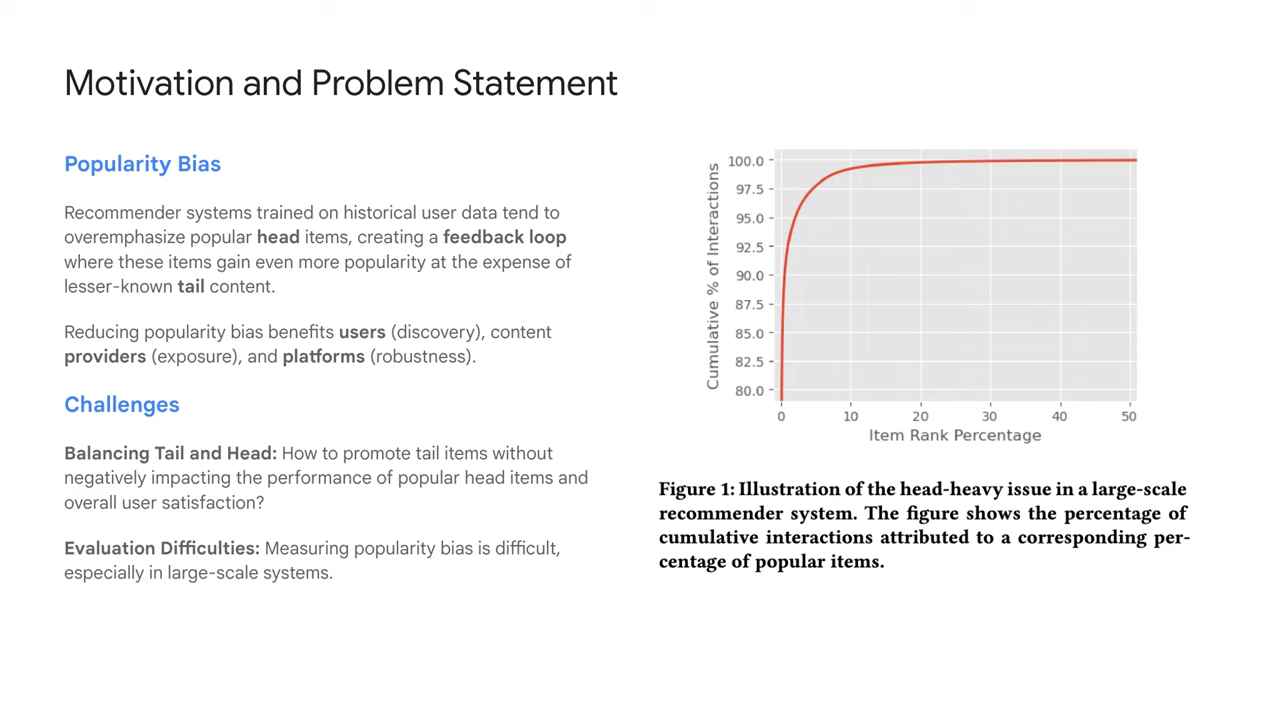 Motivation and Problem Statement
Popularity Bias
Recommender systems trained on historical user data tend to
overemphasize popular head items, creating a feedback loop
where these items gain even more popularity at the expense of
lesser-known tail content.
Reducing popularity bias benefits users (discovery), content
providers (exposure), and platforms (robustness).
Challenges
Balancing Tail and Head: How to promote tail items without
negatively impacting the performance of popular head items and
overall user satisfaction?
Evaluation Difficulties: Measuring popularity bias is difficult,
especially in large-scale systems.
Cumulative % of Interactions
100.0
97.5
95.0
92.5
90.0
87.5
85.0
82.5
80.0
0 10 20 30 40 50
Item Rank Percentage
Figure 1: Illustration of the head-heavy issue in a large-scale
recommender system. The figure shows the percentage of
cumulative interactions attributed to a corresponding per-
centage of popular items.